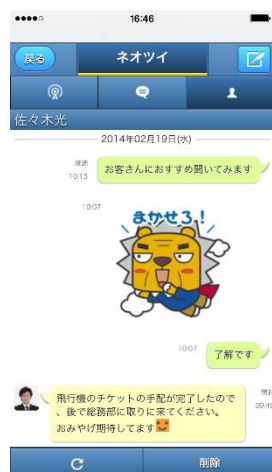 16:46
戻る
ネオツイ
佐々木光
2014年02月19日(水)
既読
10:15
お客さんにおすすめ聞いてみます
10:07
まかせろ!
10:07
了解です
飛行機のチケットの手配が完了したので
、後で総務部に取りに来てください。
おみやげ期待してます
09:49
削除